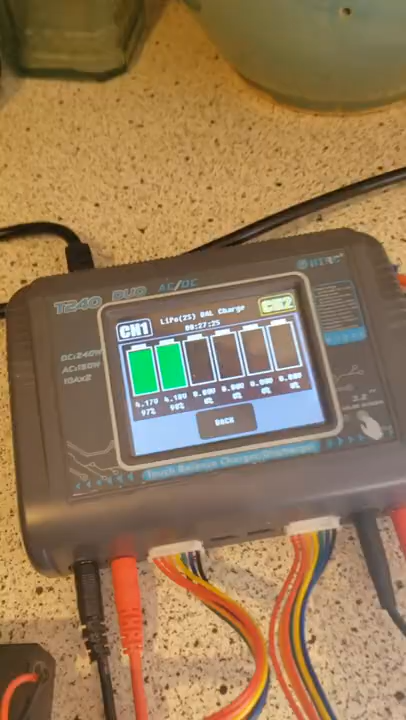 T240 DUO AC/DC
DC:240W
AC:150W
10AX2
CH1
LiPo(2S) BAL Charge
00:27:25
CH2
4.17V 4.18V 0.00V 0.00V 0.00V 0.00V
97% 98% 0% 0% 0% 0%
BACK
3.2"
Touch Balance Charger/Discharger